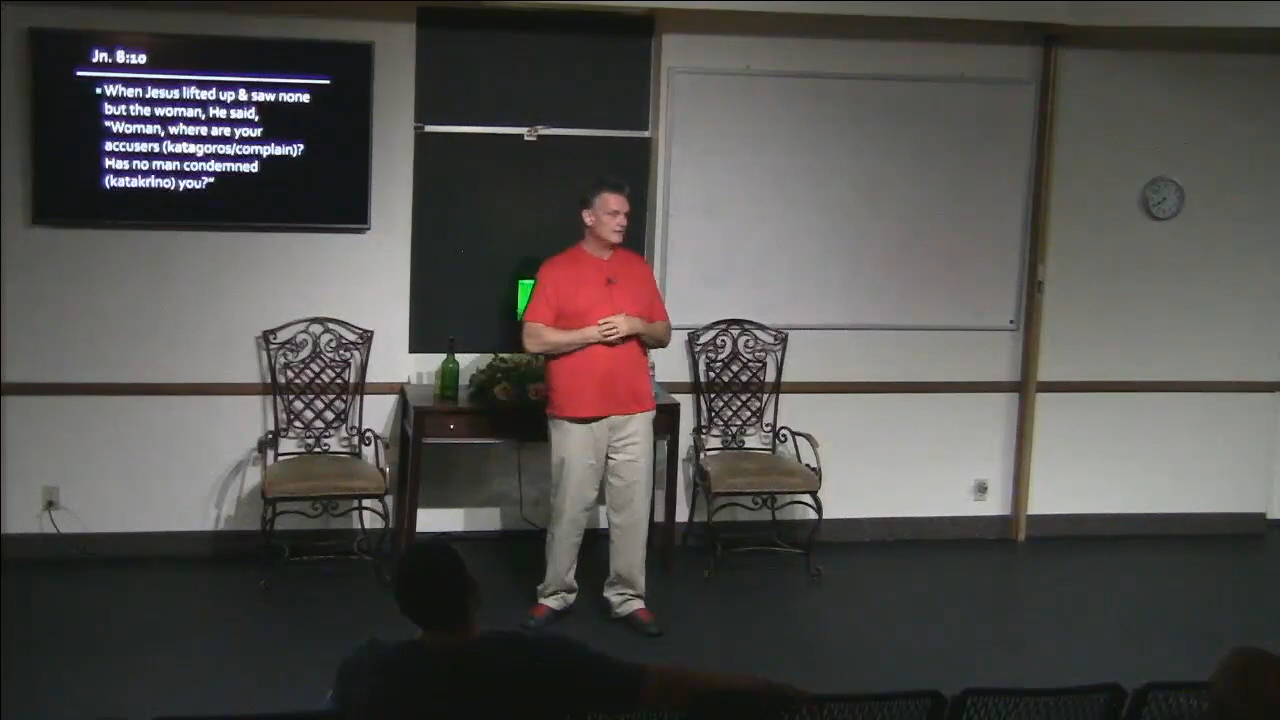 Jn. 8:10
▪ When Jesus lifted up & saw none
but the woman, He said,
"Woman, where are your
accusers (katagoros/complain)?
Has no man condemned
(katakrino) you?"